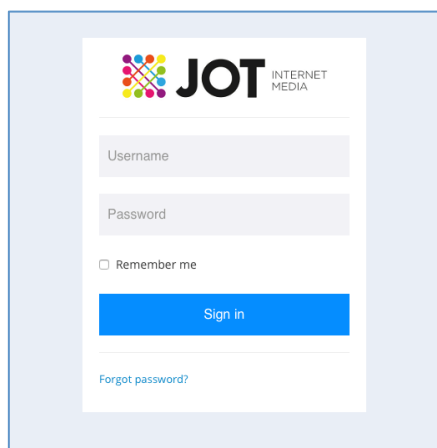 JOT INTERNET
MEDIA
Username
Password
Remember me
Sign in
Forgot password?